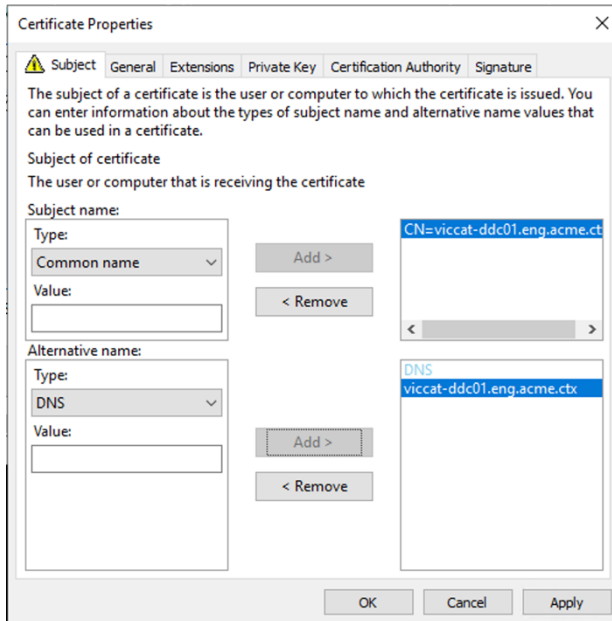 Certificate Properties
Subject General Extensions Private Key Certification Authority Signature
The subject of a certificate is the user or computer to which the certificate is issued. You
can enter information about the types of subject name and alternative name values that
can be used in a certificate.
Subject of certificate
The user or computer that is receiving the certificate
Subject name:
Type:
Common name
Value:
Add >
< Remove
CN=viccat-ddc01.eng.acme.ct
Alternative name:
Type:
DNS
Value:
Add >
< Remove
DNS
viccat-ddc01.eng.acme.ctx
OK Cancel Apply